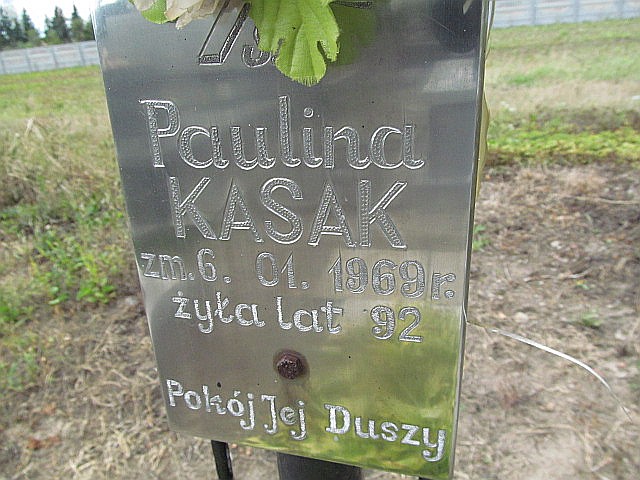 Paulina
KASAK
zm. 6. 01. 1969 r.
żyła lat 92
Pokój Jej Duszy